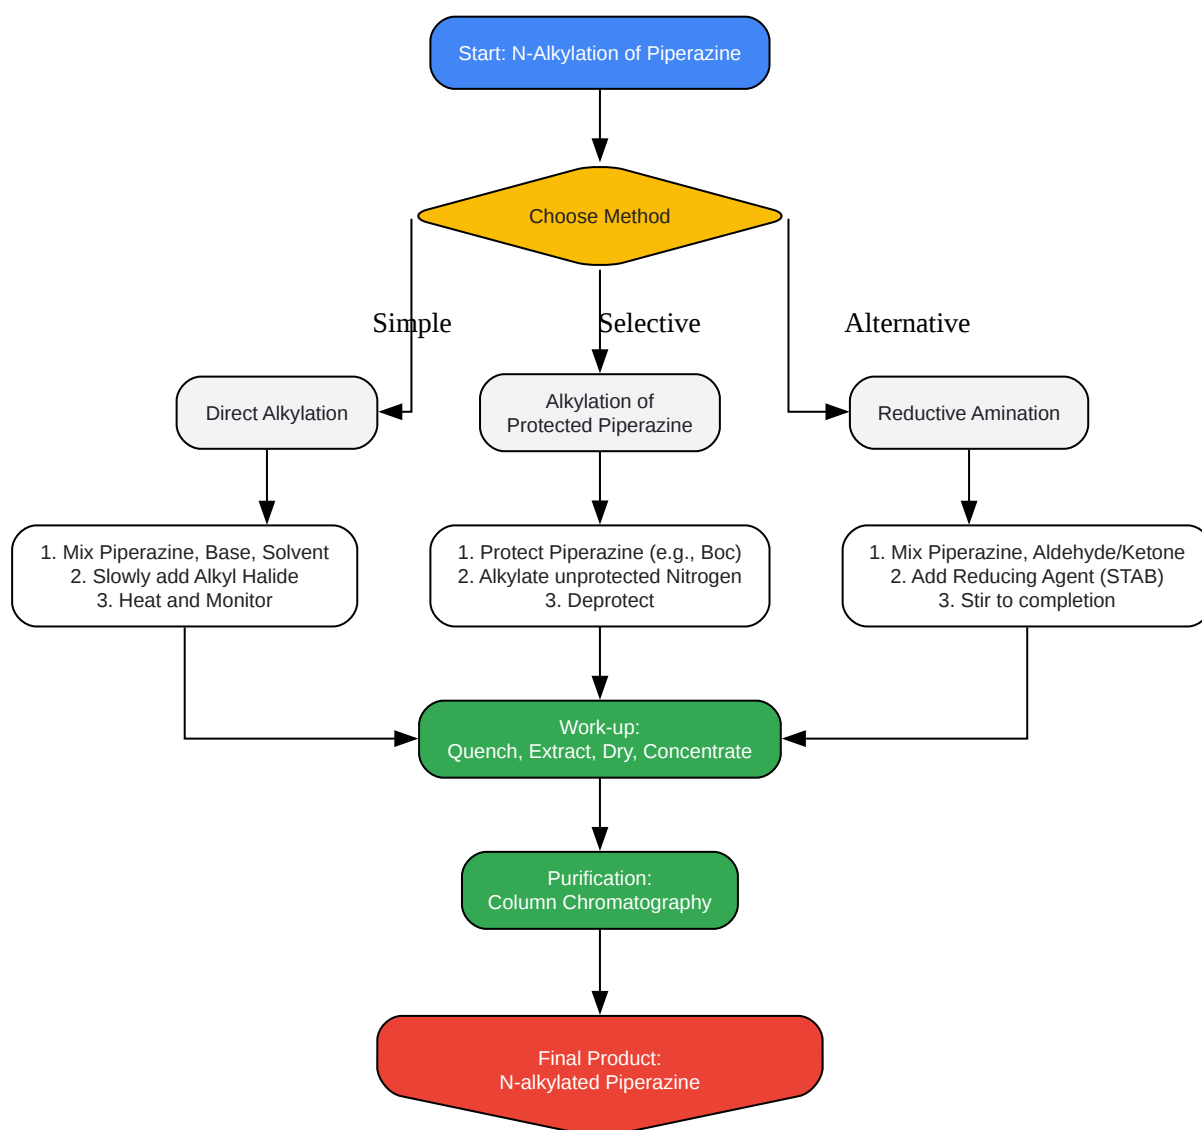 Start: N-Alkylation of Piperazine
Choose Method
Simple
Selective
Alternative
Direct Alkylation
Alkylation of
Protected Piperazine
Reductive Amination
1. Mix Piperazine, Base, Solvent
2. Slowly add Alkyl Halide
3. Heat and Monitor
1. Protect Piperazine (e.g., Boc)
2. Alkylate unprotected Nitrogen
3. Deprotect
1. Mix Piperazine, Aldehyde/Ketone
2. Add Reducing Agent (STAB)
3. Stir to completion
Work-up:
Quench, Extract, Dry, Concentrate
Purification:
Column Chromatography
Final Product:
N-alkylated Piperazine